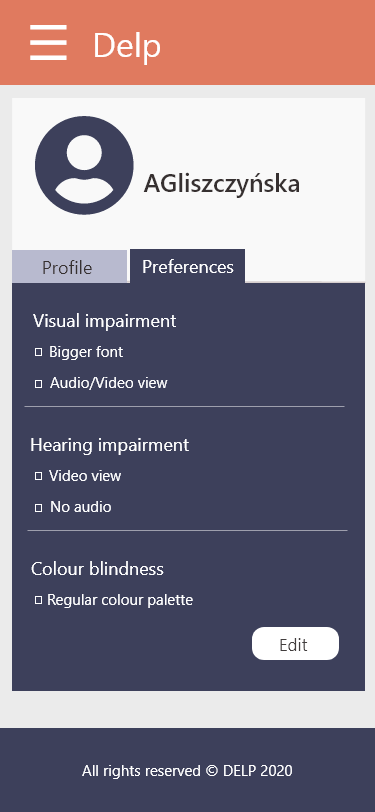 Delp
AGliszczyńska
Profile
Preferences
Visual impairment
Bigger font
Audio/Video view
Hearing impairment
Video view
No audio
Colour blindness
Regular colour palette
Edit
All rights reserved © DELP 2020